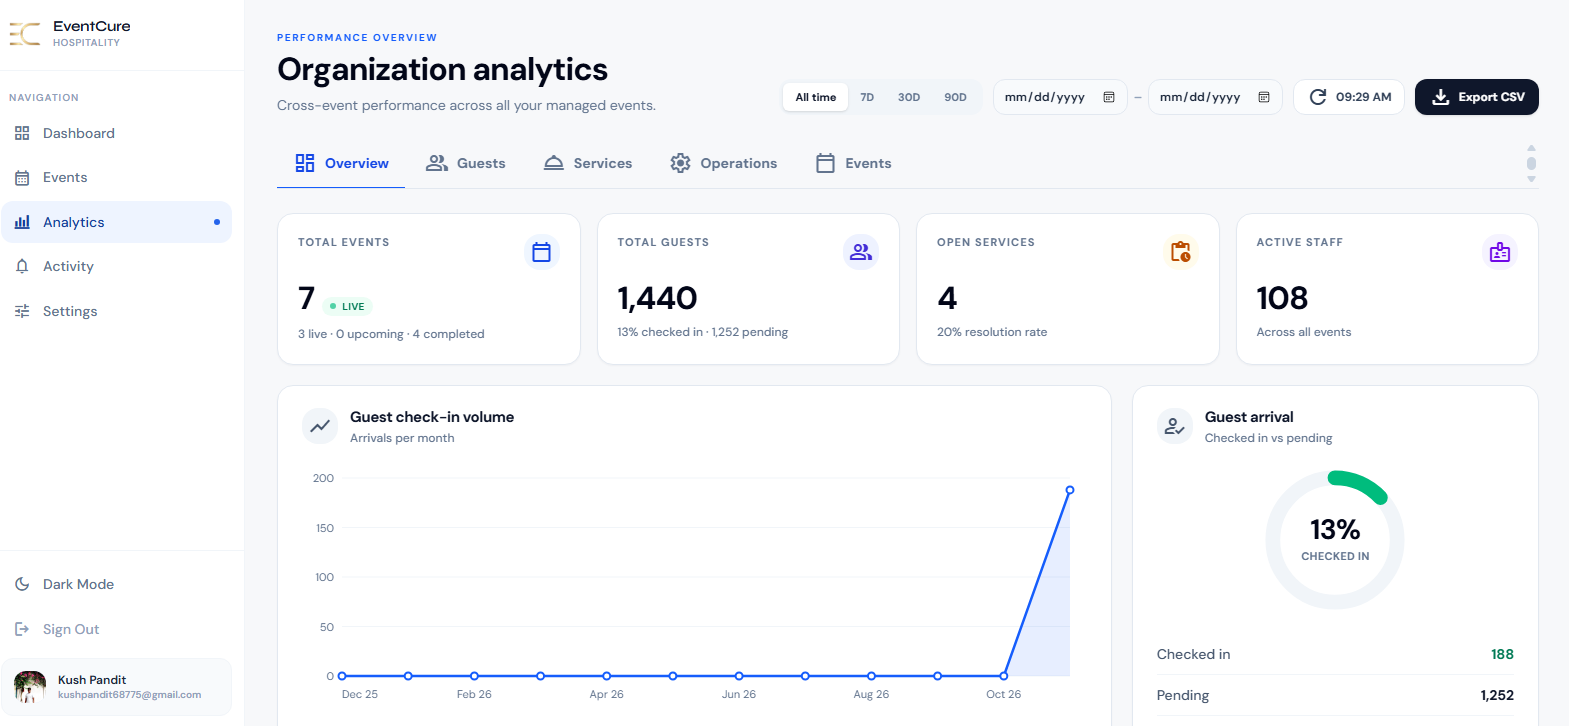 EventCure
HOSPITALITY
NAVIGATION
Dashboard
Events
Analytics
Activity
Settings
Dark Mode
Sign Out
Kush Pandit
kushpandit68775@gmail.com
PERFORMANCE OVERVIEW
Organization analytics
Cross-event performance across all your managed events.
All time 7D 30D 90D mm/dd/yyyy – mm/dd/yyyy 09:29 AM Export CSV
Overview Guests Services Operations Events
TOTAL EVENTS
7 LIVE
3 live · 0 upcoming · 4 completed
TOTAL GUESTS
1,440
13% checked in · 1,252 pending
OPEN SERVICES
4
20% resolution rate
ACTIVE STAFF
108
Across all events
Guest check-in volume
Arrivals per month
200
150
100
50
0
Dec 25 Feb 26 Apr 26 Jun 26 Aug 26 Oct 26
Guest arrival
Checked in vs pending
13%
CHECKED IN
Checked in 188
Pending 1,252